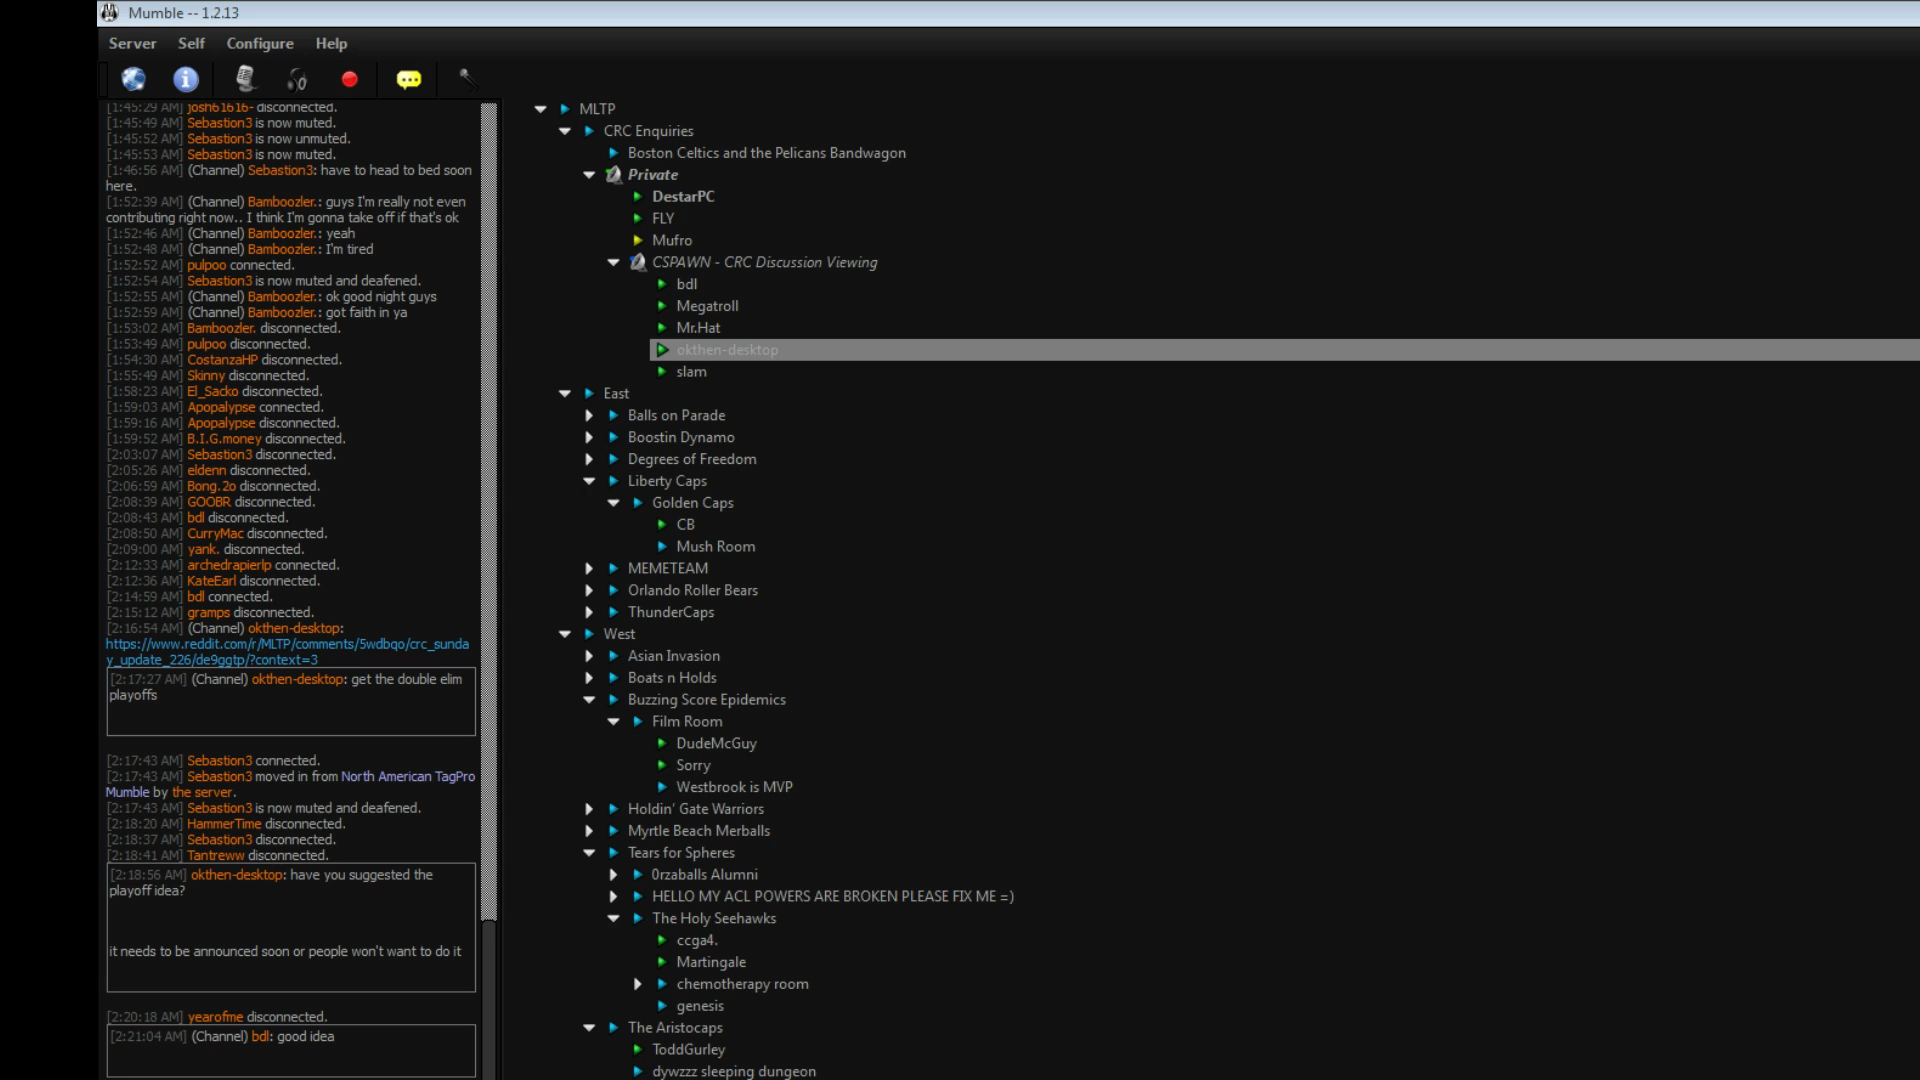 Mumble -- 1.2.13
Server Self Configure Help
[1:45:29 AM] josh61616- disconnected.
[1:45:49 AM] Sebastion3 is now muted.
[1:45:52 AM] Sebastion3 is now unmuted.
[1:45:53 AM] Sebastion3 is now muted.
[1:46:56 AM] (Channel) Sebastion3: have to head to bed soon
here.
[1:52:39 AM] (Channel) Bamboozler.: guys I'm really not even
contributing right now.. I think I'm gonna take off if that's ok
[1:52:46 AM] (Channel) Bamboozler.: yeah
[1:52:48 AM] (Channel) Bamboozler.: I'm tired
[1:52:52 AM] pulpoo connected.
[1:52:54 AM] Sebastion3 is now muted and deafened.
[1:52:55 AM] (Channel) Bamboozler.: ok good night guys
[1:52:59 AM] (Channel) Bamboozler.: got faith in ya
[1:53:02 AM] Bamboozler. disconnected.
[1:53:49 AM] pulpoo disconnected.
[1:54:30 AM] CostanzaHP disconnected.
[1:55:49 AM] Skinny disconnected.
[1:58:23 AM] El_Sacko disconnected.
[1:59:03 AM] Apopalypse connected.
[1:59:16 AM] Apopalypse disconnected.
[1:59:52 AM] B.I.G.money disconnected.
[2:03:07 AM] Sebastion3 disconnected.
[2:05:26 AM] eldenn disconnected.
[2:06:59 AM] Bong.2o disconnected.
[2:08:39 AM] GOOBR disconnected.
[2:08:43 AM] bdl disconnected.
[2:08:50 AM] CurryMac disconnected.
[2:09:00 AM] yank. disconnected.
[2:12:33 AM] archedrapierlp connected.
[2:12:36 AM] KateEarl disconnected.
[2:14:59 AM] bdl connected.
[2:15:12 AM] gramps disconnected.
[2:16:54 AM] (Channel) okthen-desktop:
https://www.reddit.com/r/MLTP/comments/5wdbqo/crc_sunda
y_update_226/de9ggtp/?context=3
[2:17:27 AM] (Channel) okthen-desktop: get the double elim
playoffs
[2:17:43 AM] Sebastion3 connected.
[2:17:43 AM] Sebastion3 moved in from North American TagPro
Mumble by the server.
[2:17:43 AM] Sebastion3 is now muted and deafened.
[2:18:20 AM] HammerTime disconnected.
[2:18:37 AM] Sebastion3 disconnected.
[2:18:41 AM] Tantreww disconnected.
[2:18:56 AM] okthen-desktop: have you suggested the
playoff idea?
it needs to be announced soon or people won't want to do it
[2:20:18 AM] yearofme disconnected.
[2:21:04 AM] (Channel) bdl: good idea
MLTP
CRC Enquiries
Boston Celtics and the Pelicans Bandwagon
Private
DestarPC
FLY
Mufro
CSPAWN - CRC Discussion Viewing
bdl
Megatroll
Mr.Hat
okthen-desktop
slam
East
Balls on Parade
Boostin Dynamo
Degrees of Freedom
Liberty Caps
Golden Caps
CB
Mush Room
MEMETEAM
Orlando Roller Bears
ThunderCaps
West
Asian Invasion
Boats n Holds
Buzzing Score Epidemics
Film Room
DudeMcGuy
Sorry
Westbrook is MVP
Holdin' Gate Warriors
Myrtle Beach Merballs
Tears for Spheres
0rzaballs Alumni
HELLO MY ACL POWERS ARE BROKEN PLEASE FIX ME =)
The Holy Seehawks
ccga4.
Martingale
chemotherapy room
genesis
The Aristocaps
ToddGurley
dywzzz sleeping dungeon